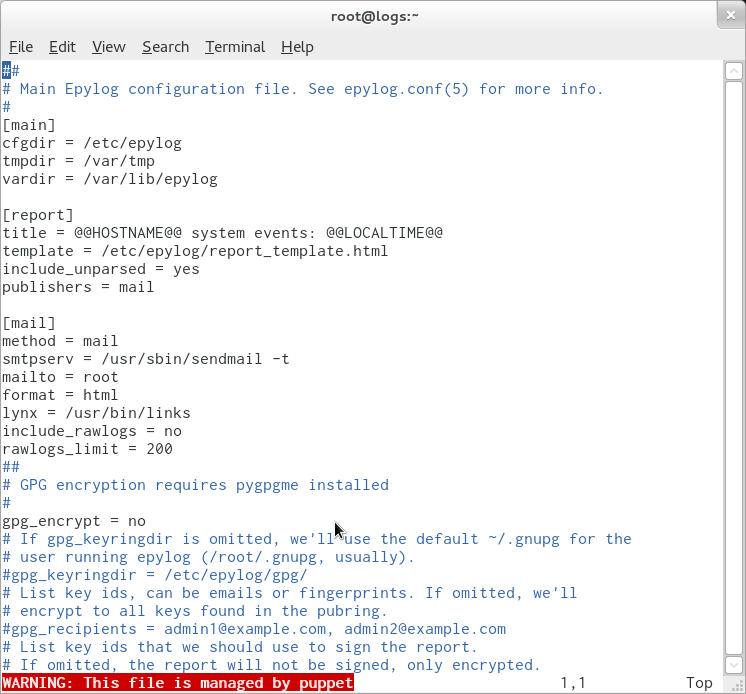 root@logs:~
File Edit View Search Terminal Help
##
# Main Epylog configuration file. See epylog.conf(5) for more info.
#
[main]
cfgdir = /etc/epylog
tmpdir = /var/tmp
vardir = /var/lib/epylog
[report]
title = @@HOSTNAME@@ system events: @@LOCALTIME@@
template = /etc/epylog/report_template.html
include_unparsed = yes
publishers = mail
[mail]
method = mail
smtpserv = /usr/sbin/sendmail -t
mailto = root
format = html
lynx = /usr/bin/links
include_rawlogs = no
rawlogs_limit = 200
##
# GPG encryption requires pygpgme installed
#
gpg_encrypt = no
# If gpg_keyringdir is omitted, we'll use the default ~/.gnupg for the
# user running epylog (/root/.gnupg, usually).
#gpg_keyringdir = /etc/epylog/gpg/
# List key ids, can be emails or fingerprints. If omitted, we'll
# encrypt to all keys found in the pubring.
#gpg_recipients = admin1@example.com, admin2@example.com
# List key ids that we should use to sign the report.
# If omitted, the report will not be signed, only encrypted.
WARNING: This file is managed by puppet 1,1 Top